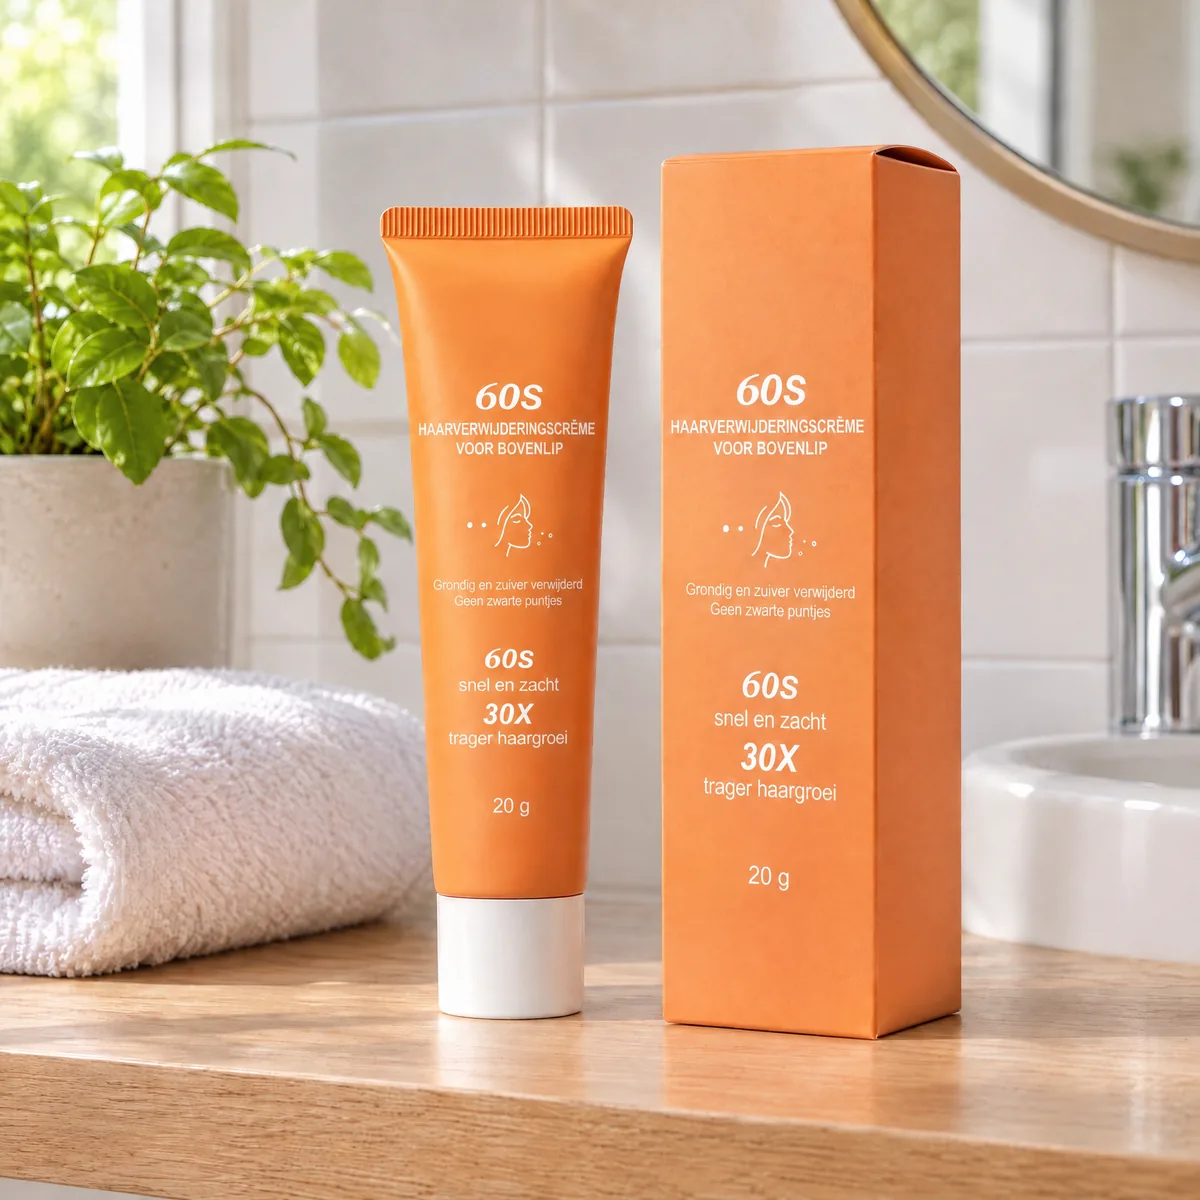 60S
HAARVERWIJDERINGSCRÈME
VOOR BOVENLIP
Grondig en zuiver verwijderd
Geen zwarte puntjes
60S
snel en zacht
30X
trager haargroei
20 g
60S
HAARVERWIJDERINGSCRÈME
VOOR BOVENLIP
Grondig en zuiver verwijderd
Geen zwarte puntjes
60S
snel en zacht
30X
trager haargroei
20 g